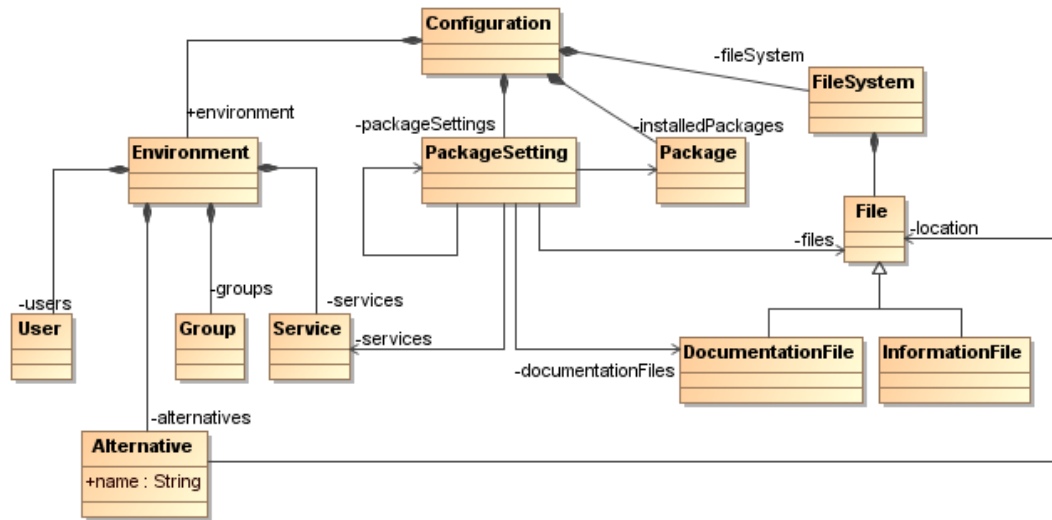 Configuration
-fileSystem
FileSystem
+environment
-packageSettings
-installedPackages
Environment
PackageSetting
Package
File
-location
-files
-users
-groups
-services
User
Group
Service
-services
DocumentationFile
InformationFile
-documentationFiles
-alternatives
Alternative
+name : String